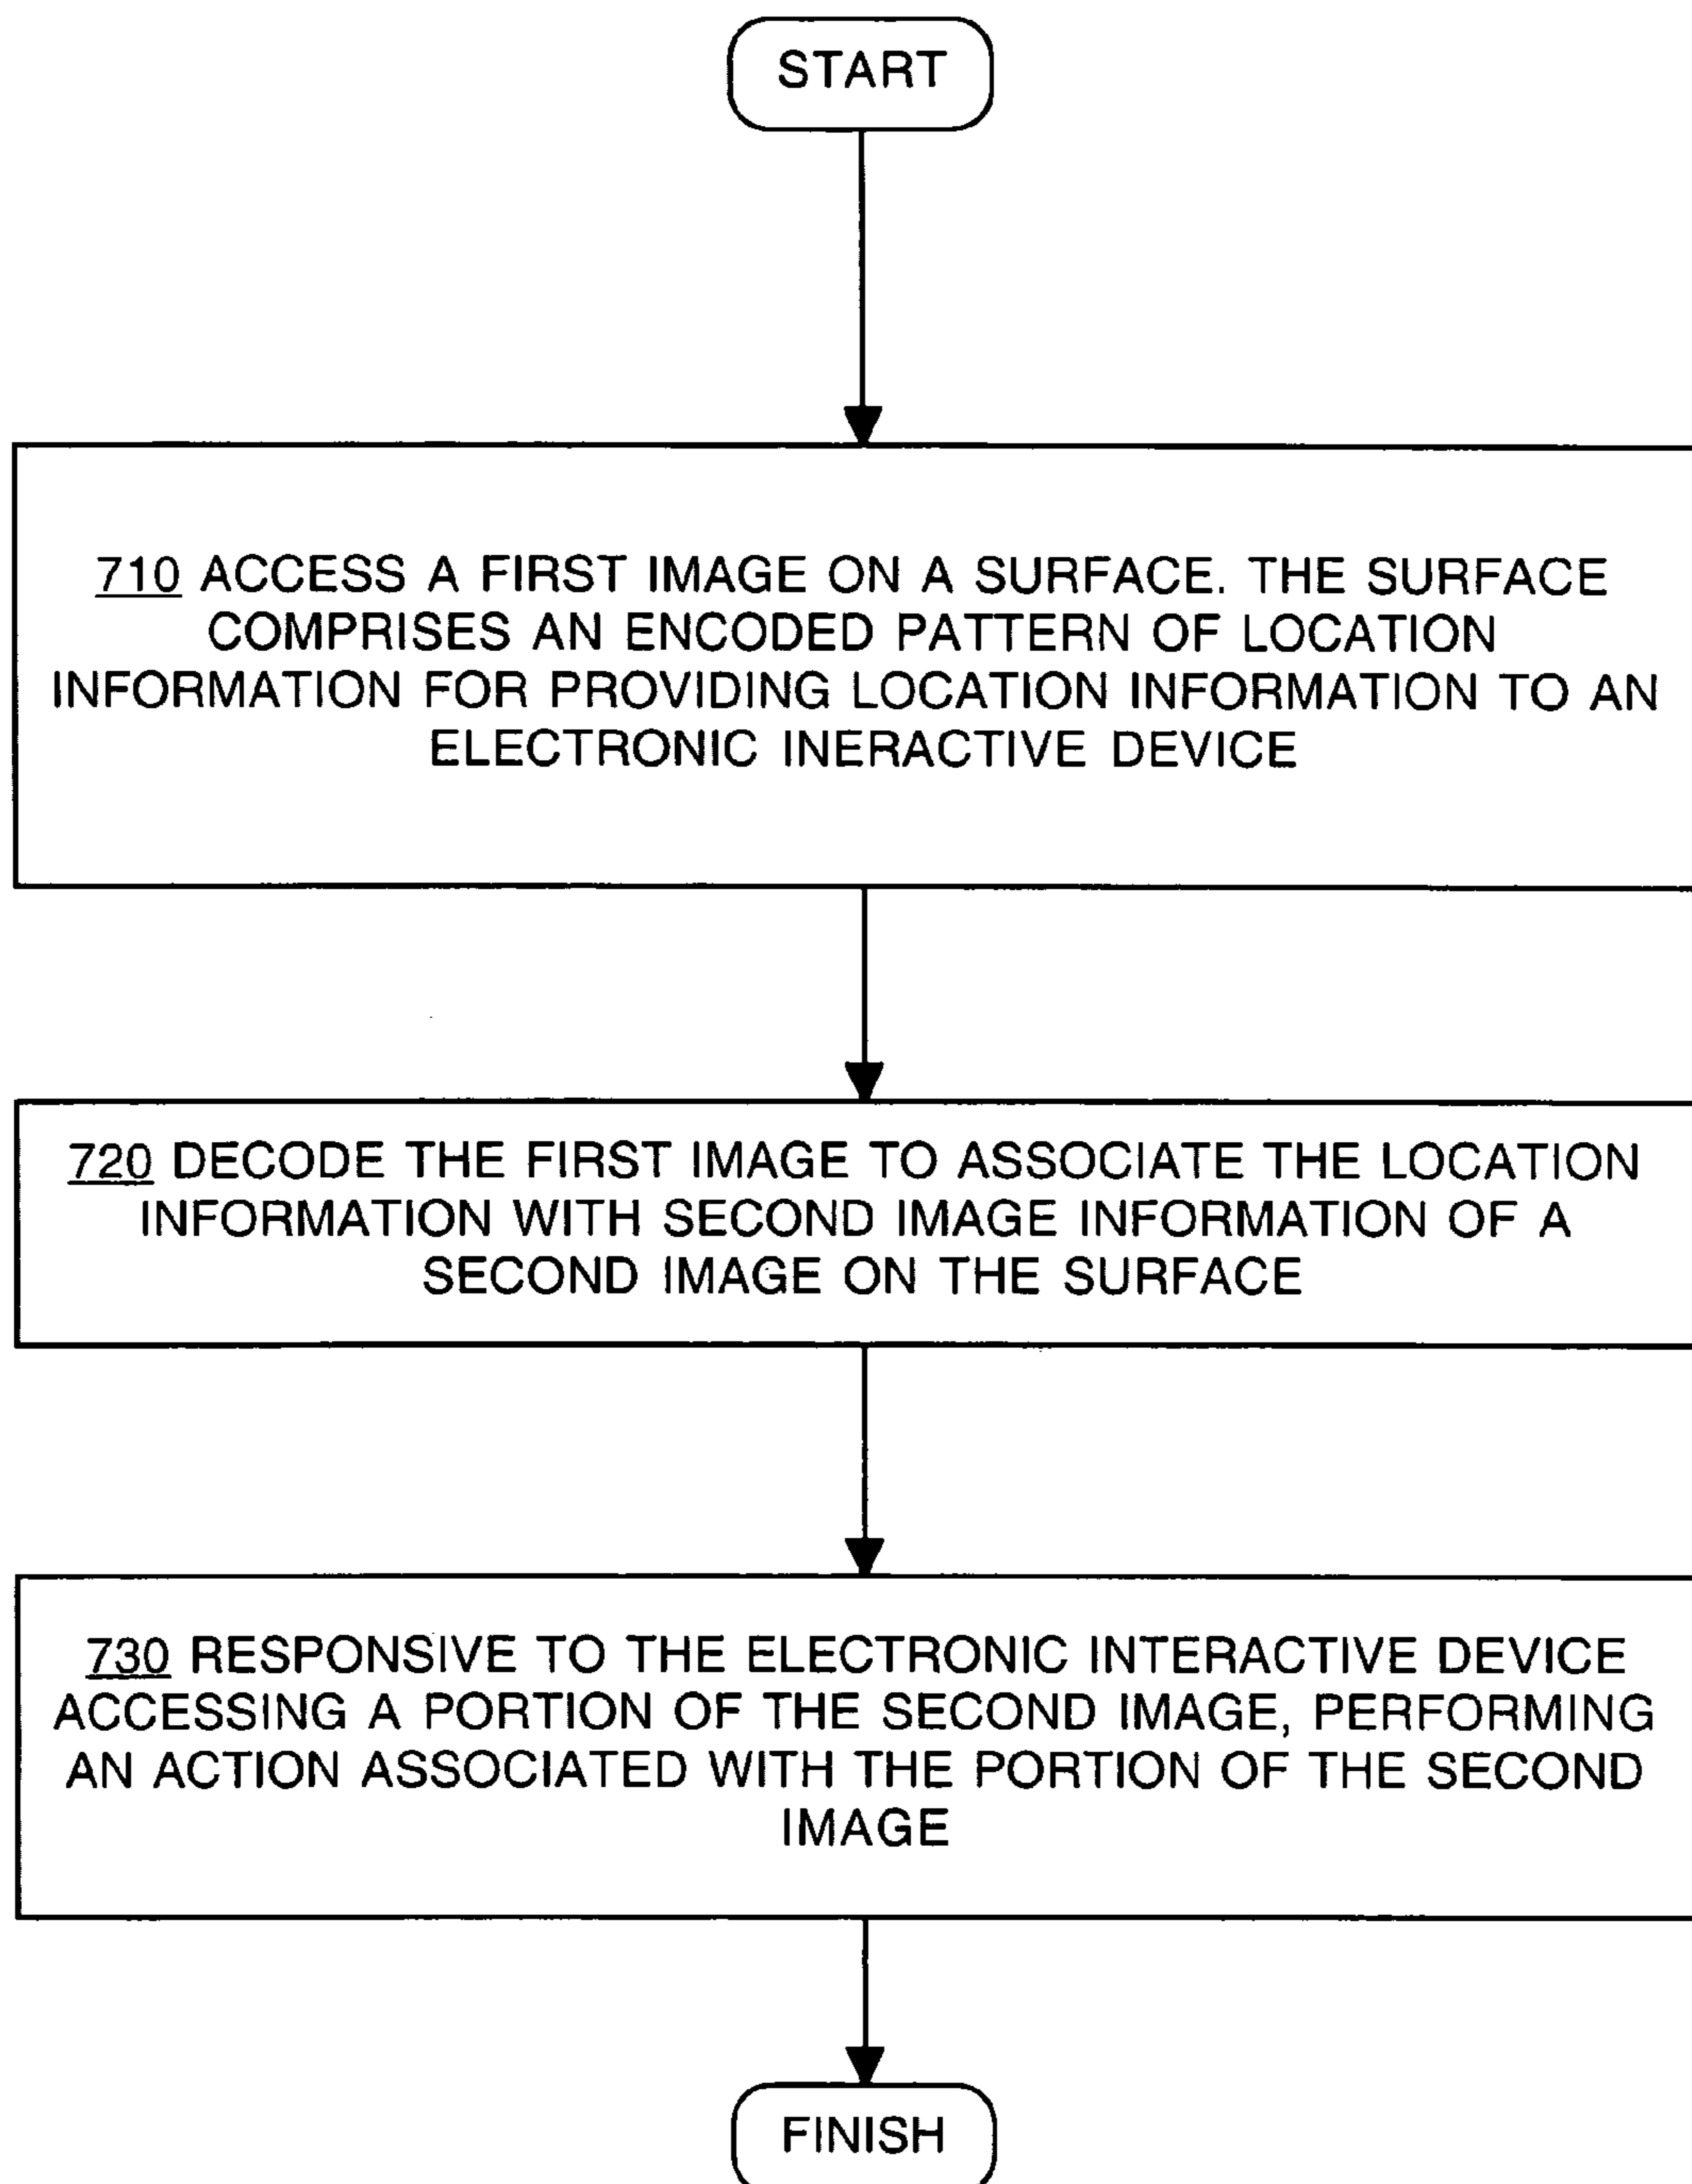 START
710 ACCESS A FIRST IMAGE ON A SURFACE. THE SURFACE
COMPRISES AN ENCODED PATTERN OF LOCATION
INFORMATION FOR PROVIDING LOCATION INFORMATION TO AN
ELECTRONIC INERACTIVE DEVICE
720 DECODE THE FIRST IMAGE TO ASSOCIATE THE LOCATION
INFORMATION WITH SECOND IMAGE INFORMATION OF A
SECOND IMAGE ON THE SURFACE
730 RESPONSIVE TO THE ELECTRONIC INTERACTIVE DEVICE
ACCESSING A PORTION OF THE SECOND IMAGE, PERFORMING
AN ACTION ASSOCIATED WITH THE PORTION OF THE SECOND
IMAGE
FINISH